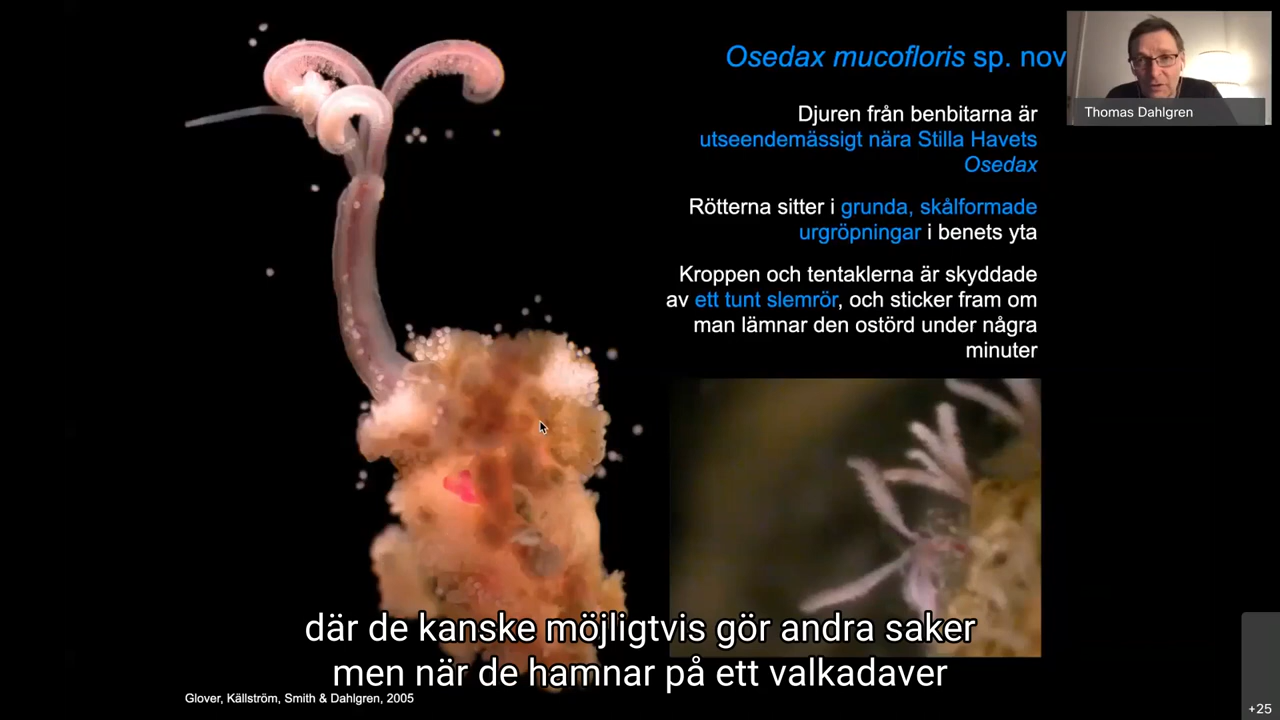 Osedax mucofloris sp. nov
Thomas Dahlgren
Djuren från benbitarna är
utseendemässigt nära Stilla Havets
Osedax
Rötterna sitter i grunda, skålformade
urgröpningar i benets yta
Kroppen och tentaklerna är skyddade
av ett tunt slemrör, och sticker fram om
man lämnar den ostörd under några
minuter
där de kanske möjligtvis gör andra saker
men när de hamnar på ett valkadaver
Glover, Källström, Smith & Dahlgren, 2005
+25